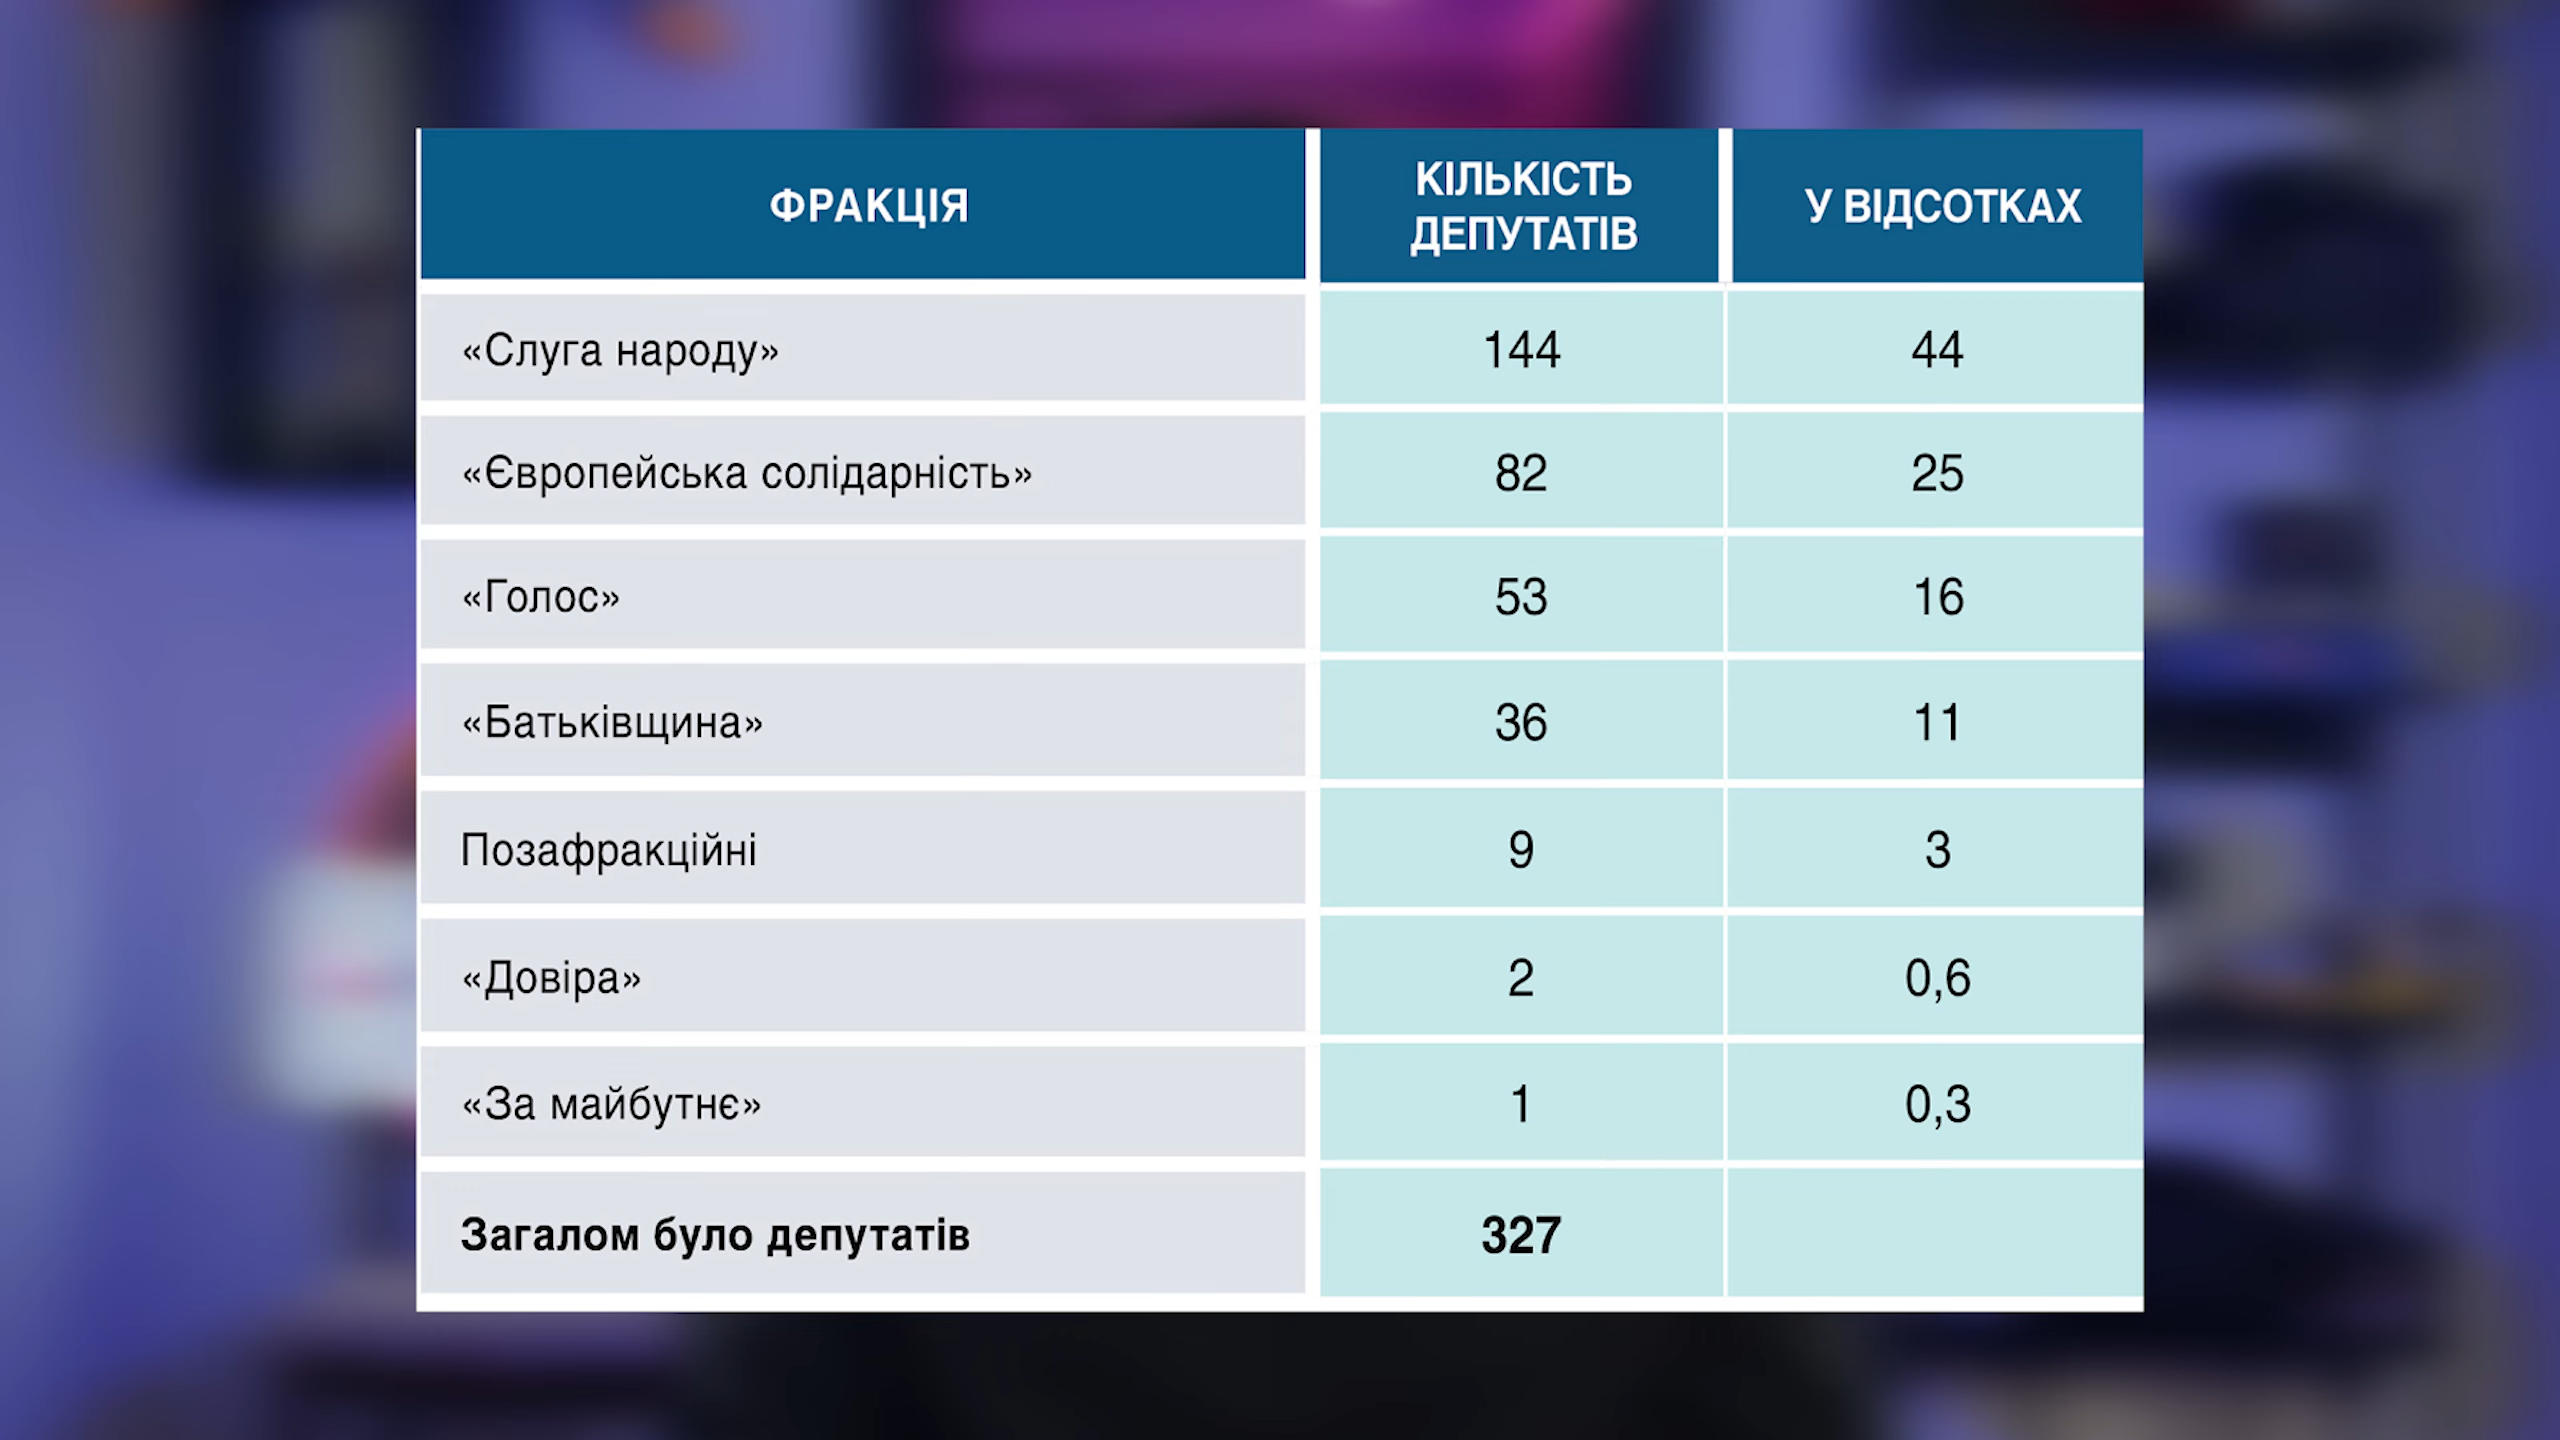 ФРАКЦІЯ КІЛЬКІСТЬ ДЕПУТАТІВ У ВІДСОТКАХ
«Слуга народу» 144 44
«Європейська солідарність» 82 25
«Голос» 53 16
«Батьківщина» 36 11
Позафракційні 9 3
«Довіра» 2 0,6
«За майбутнє» 1 0,3
Загалом було депутатів 327